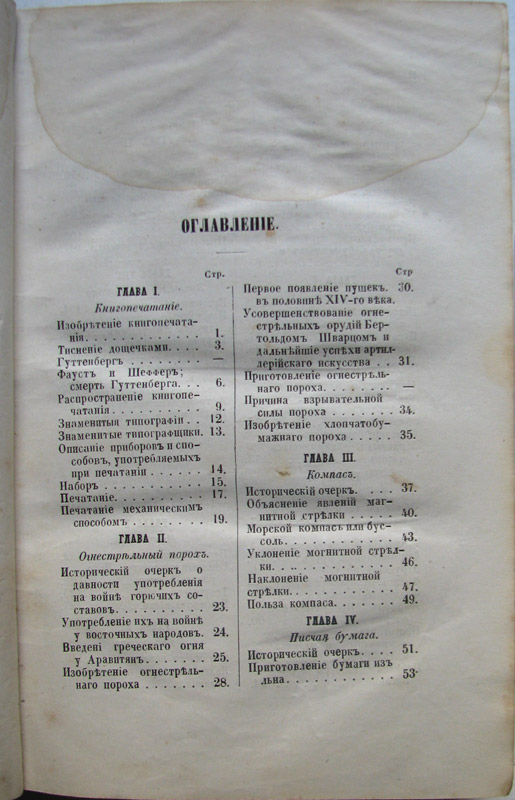 ОГЛАВЛЕНІЕ.
Стр.
ГЛАВА I.
Книгопечатаніе.
Изобрѣтеніе книгопечата-
нія. . . . . . . . . . . . . 1.
Тисненіе дощечками. . . . 3.
Гуттенбергъ . . . . . . . . —
Фаустъ и Шефферъ;
смерть Гуттенберга. . . 6.
Распространеніе книгопе-
чатанія . . . . . . . . . . 9.
Знаменитыя типографіи . . 12.
Знаменитые типографщики. 13.
Описаніе приборовъ и спо-
собовъ, употребляемыхъ
при печатаніи . . . . . . 14.
Наборъ . . . . . . . . . . 15.
Печатаніе. . . . . . . . . . 17.
Печатаніе механическимъ
способомъ . . . . . . . . 19.
ГЛАВА II.
Огнестрѣльный порохъ.
Историческій очеркъ о
давности употребленія
на войнѣ горючихъ со-
ставовъ. . . . . . . . . . 23.
Употребленіе ихъ на войнѣ
у восточныхъ народовъ. 24.
Введені греческаго огня
у Аравитянъ. . . . . . . 25.
Изобрѣтеніе огнестрѣль-
наго пороха . . . . . . . 28.
Стр
Первое появленіе пушекъ. 30.
въ половинѣ XIV-го вѣка.
Усовершенствованіе огне-
стрѣльныхъ орудій Бер-
тольдомъ Шварцомъ и
дальнѣйшіе успѣхи артил-
лерійскаго искусства . . 31.
Приготовленіе огнестрѣль-
наго пороха. . . . . . . . —
Причина взрывательной
силы пороха . . . . . . . 34.
Изобрѣтеніе хлопчатобу-
мажнаго пороха . . . . . 35.
ГЛАВА III.
Компасъ.
Историческій очеркъ. . . . 37.
Объясненіе явленій маг-
нитной стрѣлки . . . . . 40.
Морской компасъ или бус-
соль. . . . . . . . . . . . 43.
Уклоненіе могнитной стрѣл-
ки. . . . . . . . . . . . . 46.
Наклоненіе могнитной
стрѣлки. . . . . . . . . . 47.
Польза компаса. . . . . . . 49.
ГЛАВА IV.
Писчая бумага.
Историческій очеркъ. . . . 51.
Приготовленіе бумаги изъ
льна. . . . . . . . . . . . 53.